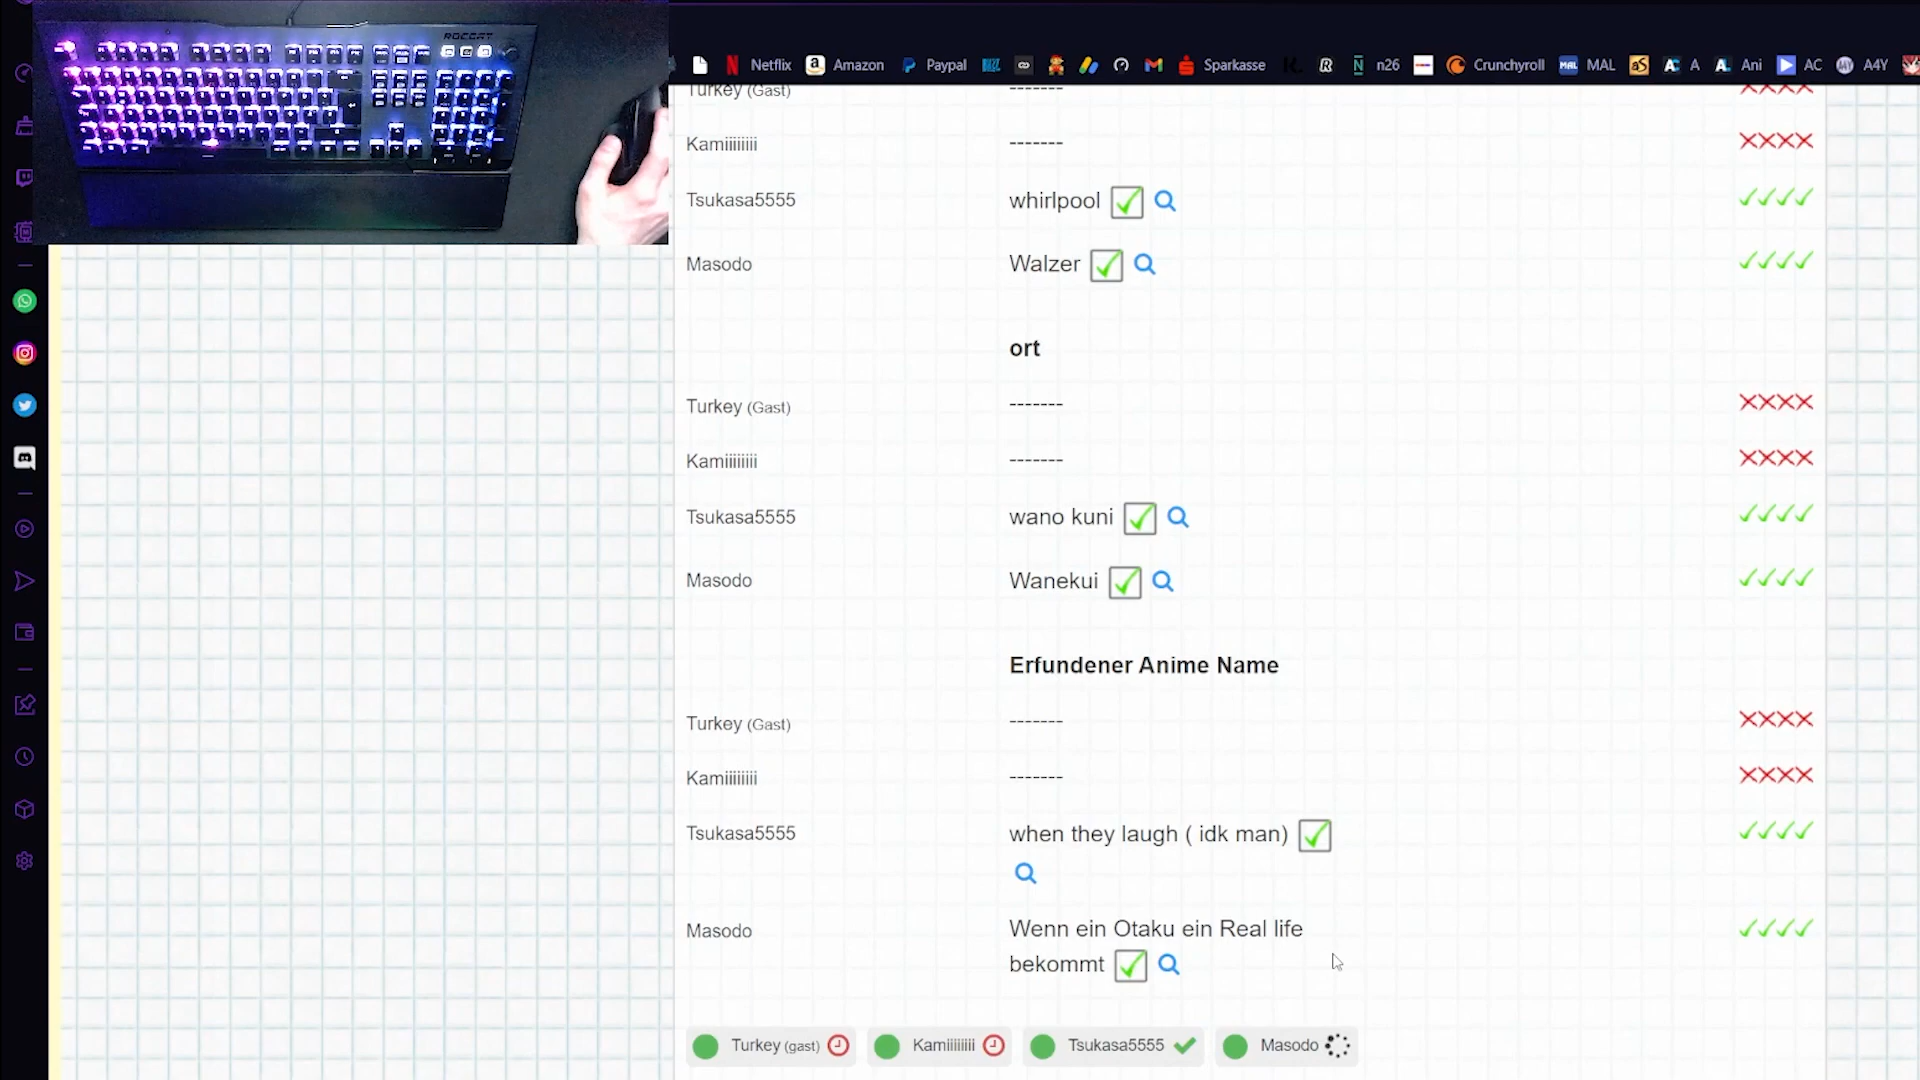 ROCCAT
Netflix Amazon Paypal Sparkasse n26 Crunchyroll MAL MAL aS A Ani AC A4Y
Turkey (Gast) -------
Kamiiiiiiii -------
Tsukasa5555 whirlpool
Masodo Walzer
ort
Turkey (Gast) -------
Kamiiiiiiii -------
Tsukasa5555 wano kuni
Masodo Wanekui
Erfundener Anime Name
Turkey (Gast) -------
Kamiiiiiiii -------
Tsukasa5555 when they laugh ( idk man)
Masodo Wenn ein Otaku ein Real life
bekommt
Turkey (gast) Kamiiiiiiii Tsukasa5555 Masodo